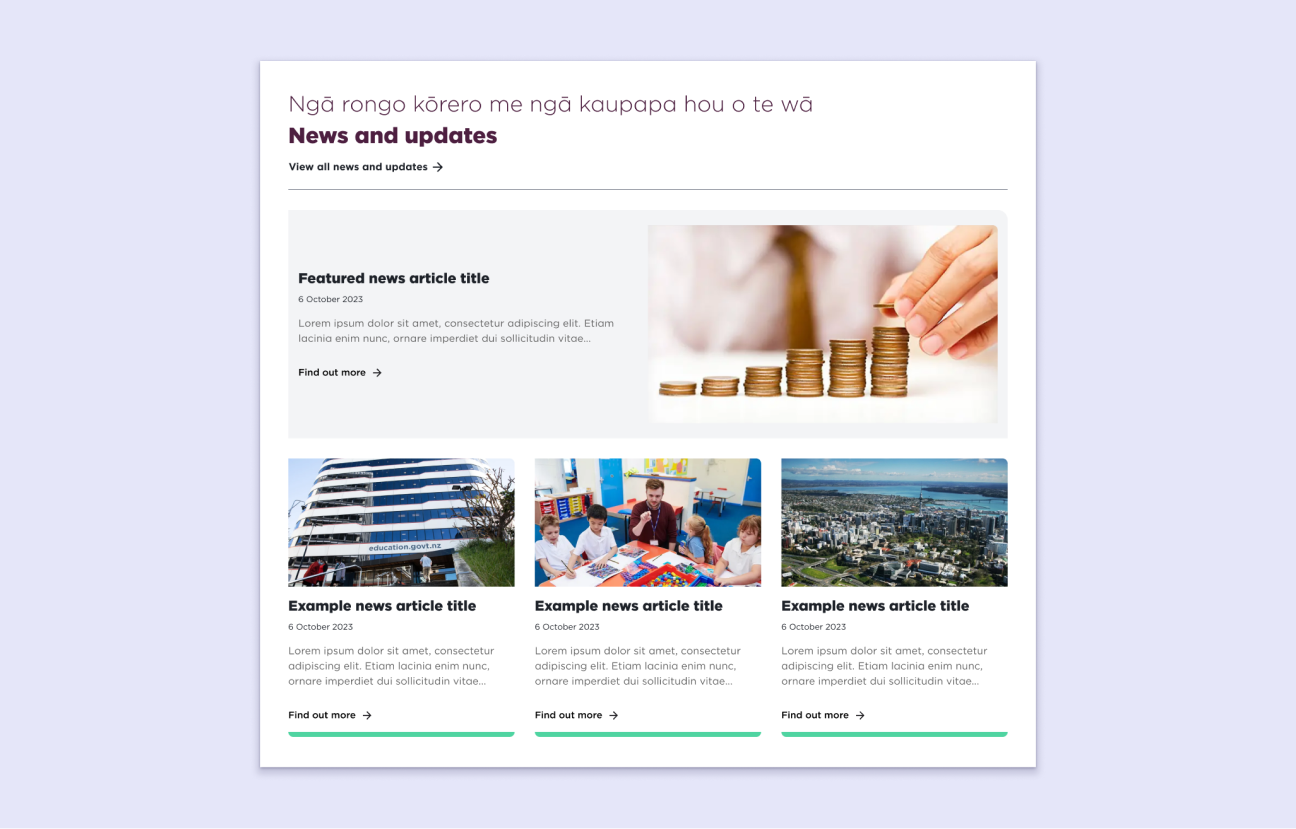 Ngā rongo kōrero me ngā kaupapa hou o te wā
News and updates
View all news and updates →
Featured news article title
6 October 2023
Lorem ipsum dolor sit amet, consectetur adipiscing elit. Etiam
lacinia enim nunc, ornare imperdiet dui sollicitudin vitae...
Find out more →
education.govt.nz
Example news article title
6 October 2023
Lorem ipsum dolor sit amet, consectetur
adipiscing elit. Etiam lacinia enim nunc,
ornare imperdiet dui sollicitudin vitae...
Find out more →
Example news article title
6 October 2023
Lorem ipsum dolor sit amet, consectetur
adipiscing elit. Etiam lacinia enim nunc,
ornare imperdiet dui sollicitudin vitae...
Find out more →
Example news article title
6 October 2023
Lorem ipsum dolor sit amet, consectetur
adipiscing elit. Etiam lacinia enim nunc,
ornare imperdiet dui sollicitudin vitae...
Find out more →